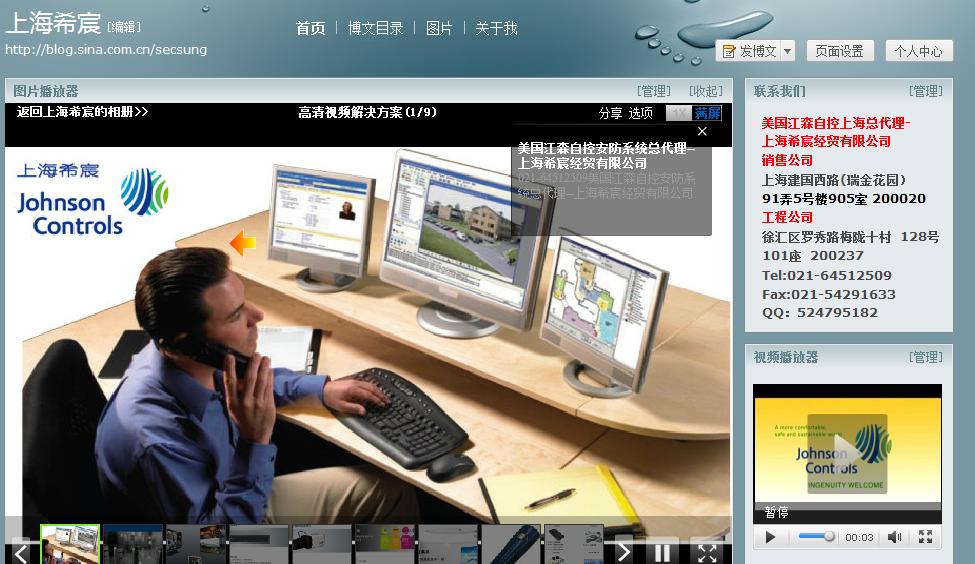 上海希宸 [编辑]
http://blog.sina.com.cn/secsung
首页 | 博文目录 | 图片 | 关于我
发博文
页面设置
个人中心
图片播放器
[管理] [收起]
返回上海希宸的相册>>
高清视频解决方案(1/9)
分享 选项 1X 满屏
美国江森自控安防系统总代理--
上海希宸经贸有限公司
021-64512509美国江森自控安防系
统总代理--上海希宸经贸有限公司
上海希宸
Johnson
Controls
联系我们
[管理]
美国江森自控上海总代理-
上海希宸经贸有限公司
销售公司
上海建国西路(瑞金花园)
91弄5号楼905室 200020
工程公司
徐汇区罗秀路梅陇十村 128号
101座 200237
Tel:021-64512509
Fax:021-54291633
QQ: 524795182
视频播放器
[管理]
A more comfortable,
safe and sustainable world
Johnson
Controls
INGENUITY WELCOME
暂停
00:03